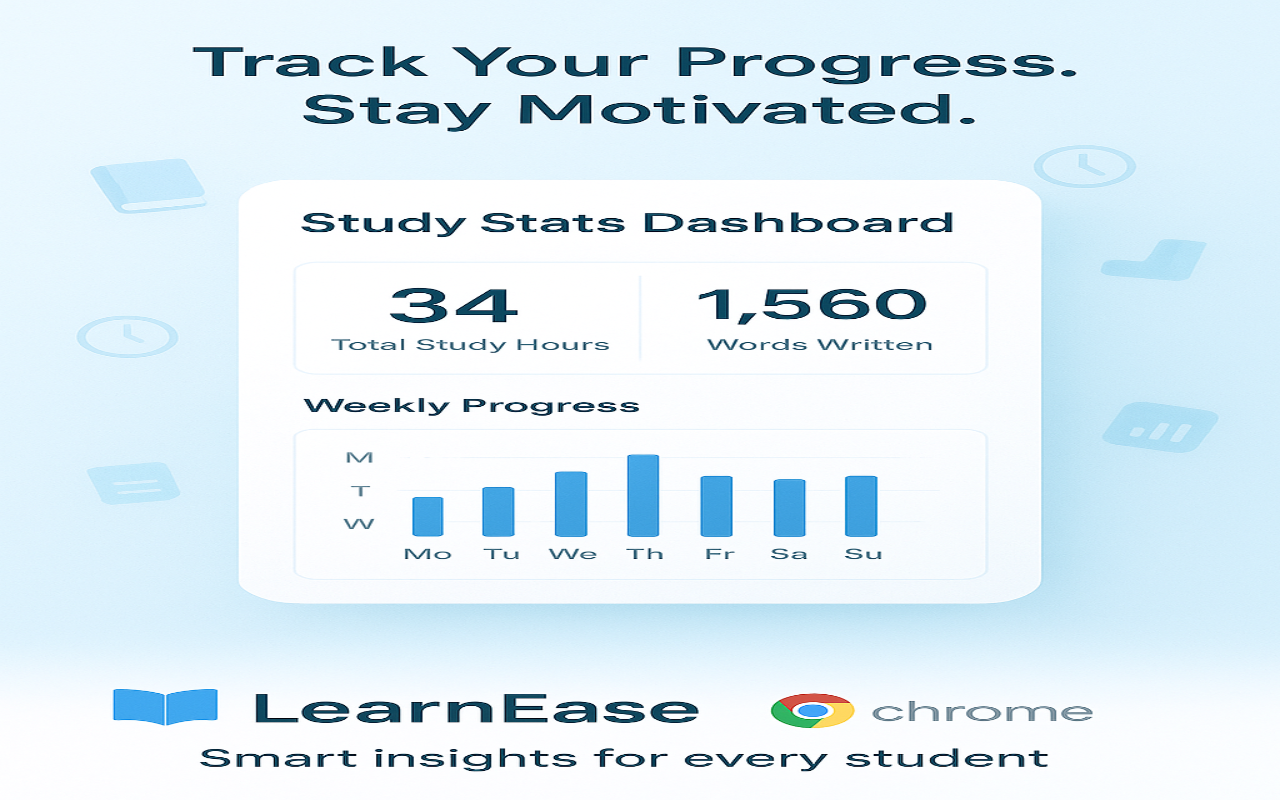 Track Your Progress.
Stay Motivated.
Study Stats Dashboard
34
Total Study Hours
1,560
Words Written
Weekly Progress
M
T
W
Mo Tu We Th Fr Sa Su
LearnEase
chrome
Smart insights for every student